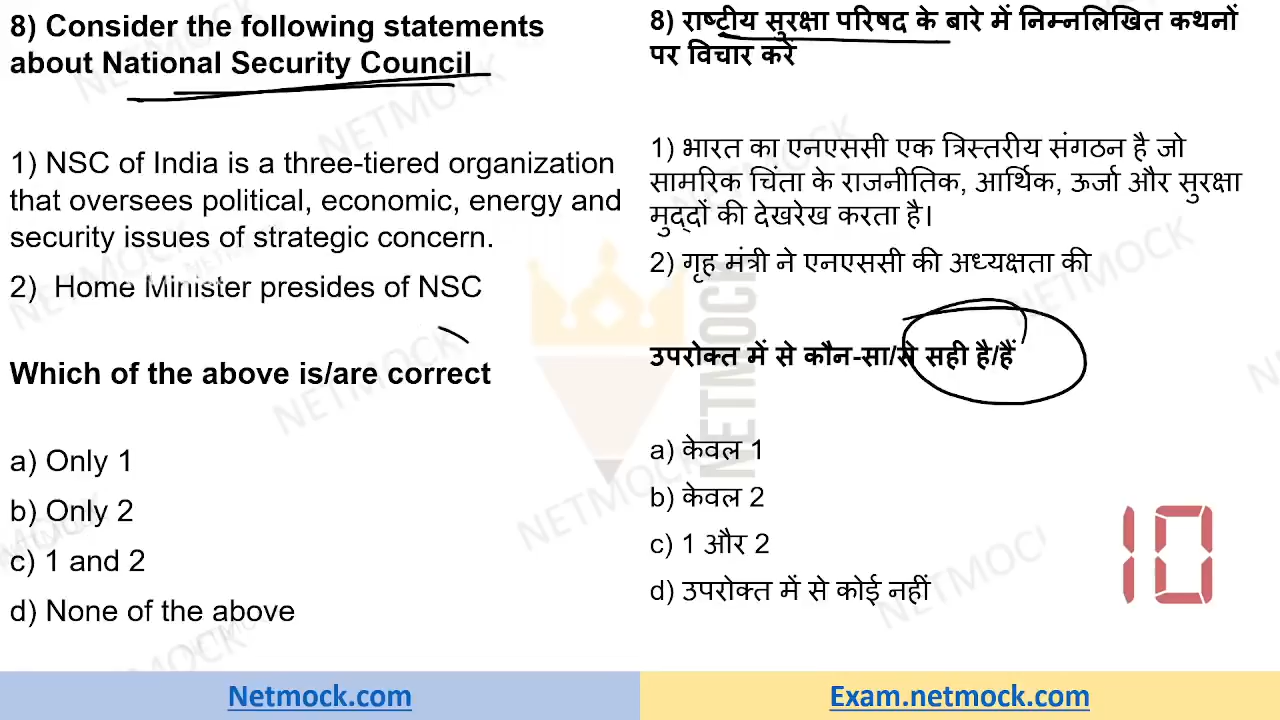 8) Consider the following statements
about National Security Council
1) NSC of India is a three-tiered organization
that oversees political, economic, energy and
security issues of strategic concern.
2) Home Minister presides of NSC
Which of the above is/are correct
a) Only 1
b) Only 2
c) 1 and 2
d) None of the above
8) राष्ट्रीय सुरक्षा परिषद के बारे में निम्नलिखित कथनों
पर विचार करें
1) भारत का एनएससी एक त्रिस्तरीय संगठन है जो
सामरिक चिंता के राजनीतिक, आर्थिक, ऊर्जा और सुरक्षा
मुद्दों की देखरेख करता है।
2) गृह मंत्री ने एनएससी की अध्यक्षता की
उपरोक्त में से कौन-सा/से सही है/हैं
a) केवल 1
b) केवल 2
c) 1 और 2
d) उपरोक्त में से कोई नहीं
10
NETMOCK
Netmock.com
Exam.netmock.com